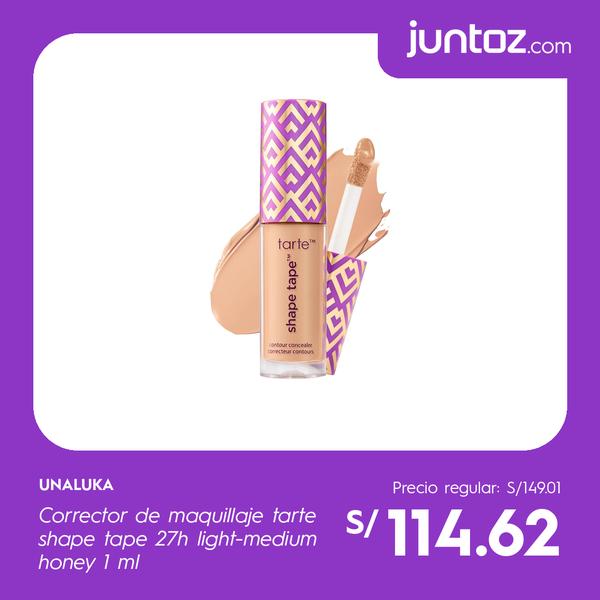 juntoz.com
tarte™
shape tape™
contour concealer
correcteur contours
UNALUKA
Corrector de maquillaje tarte
shape tape 27h light-medium
honey 1 ml
Precio regular: S/149.01
S/ 114.62